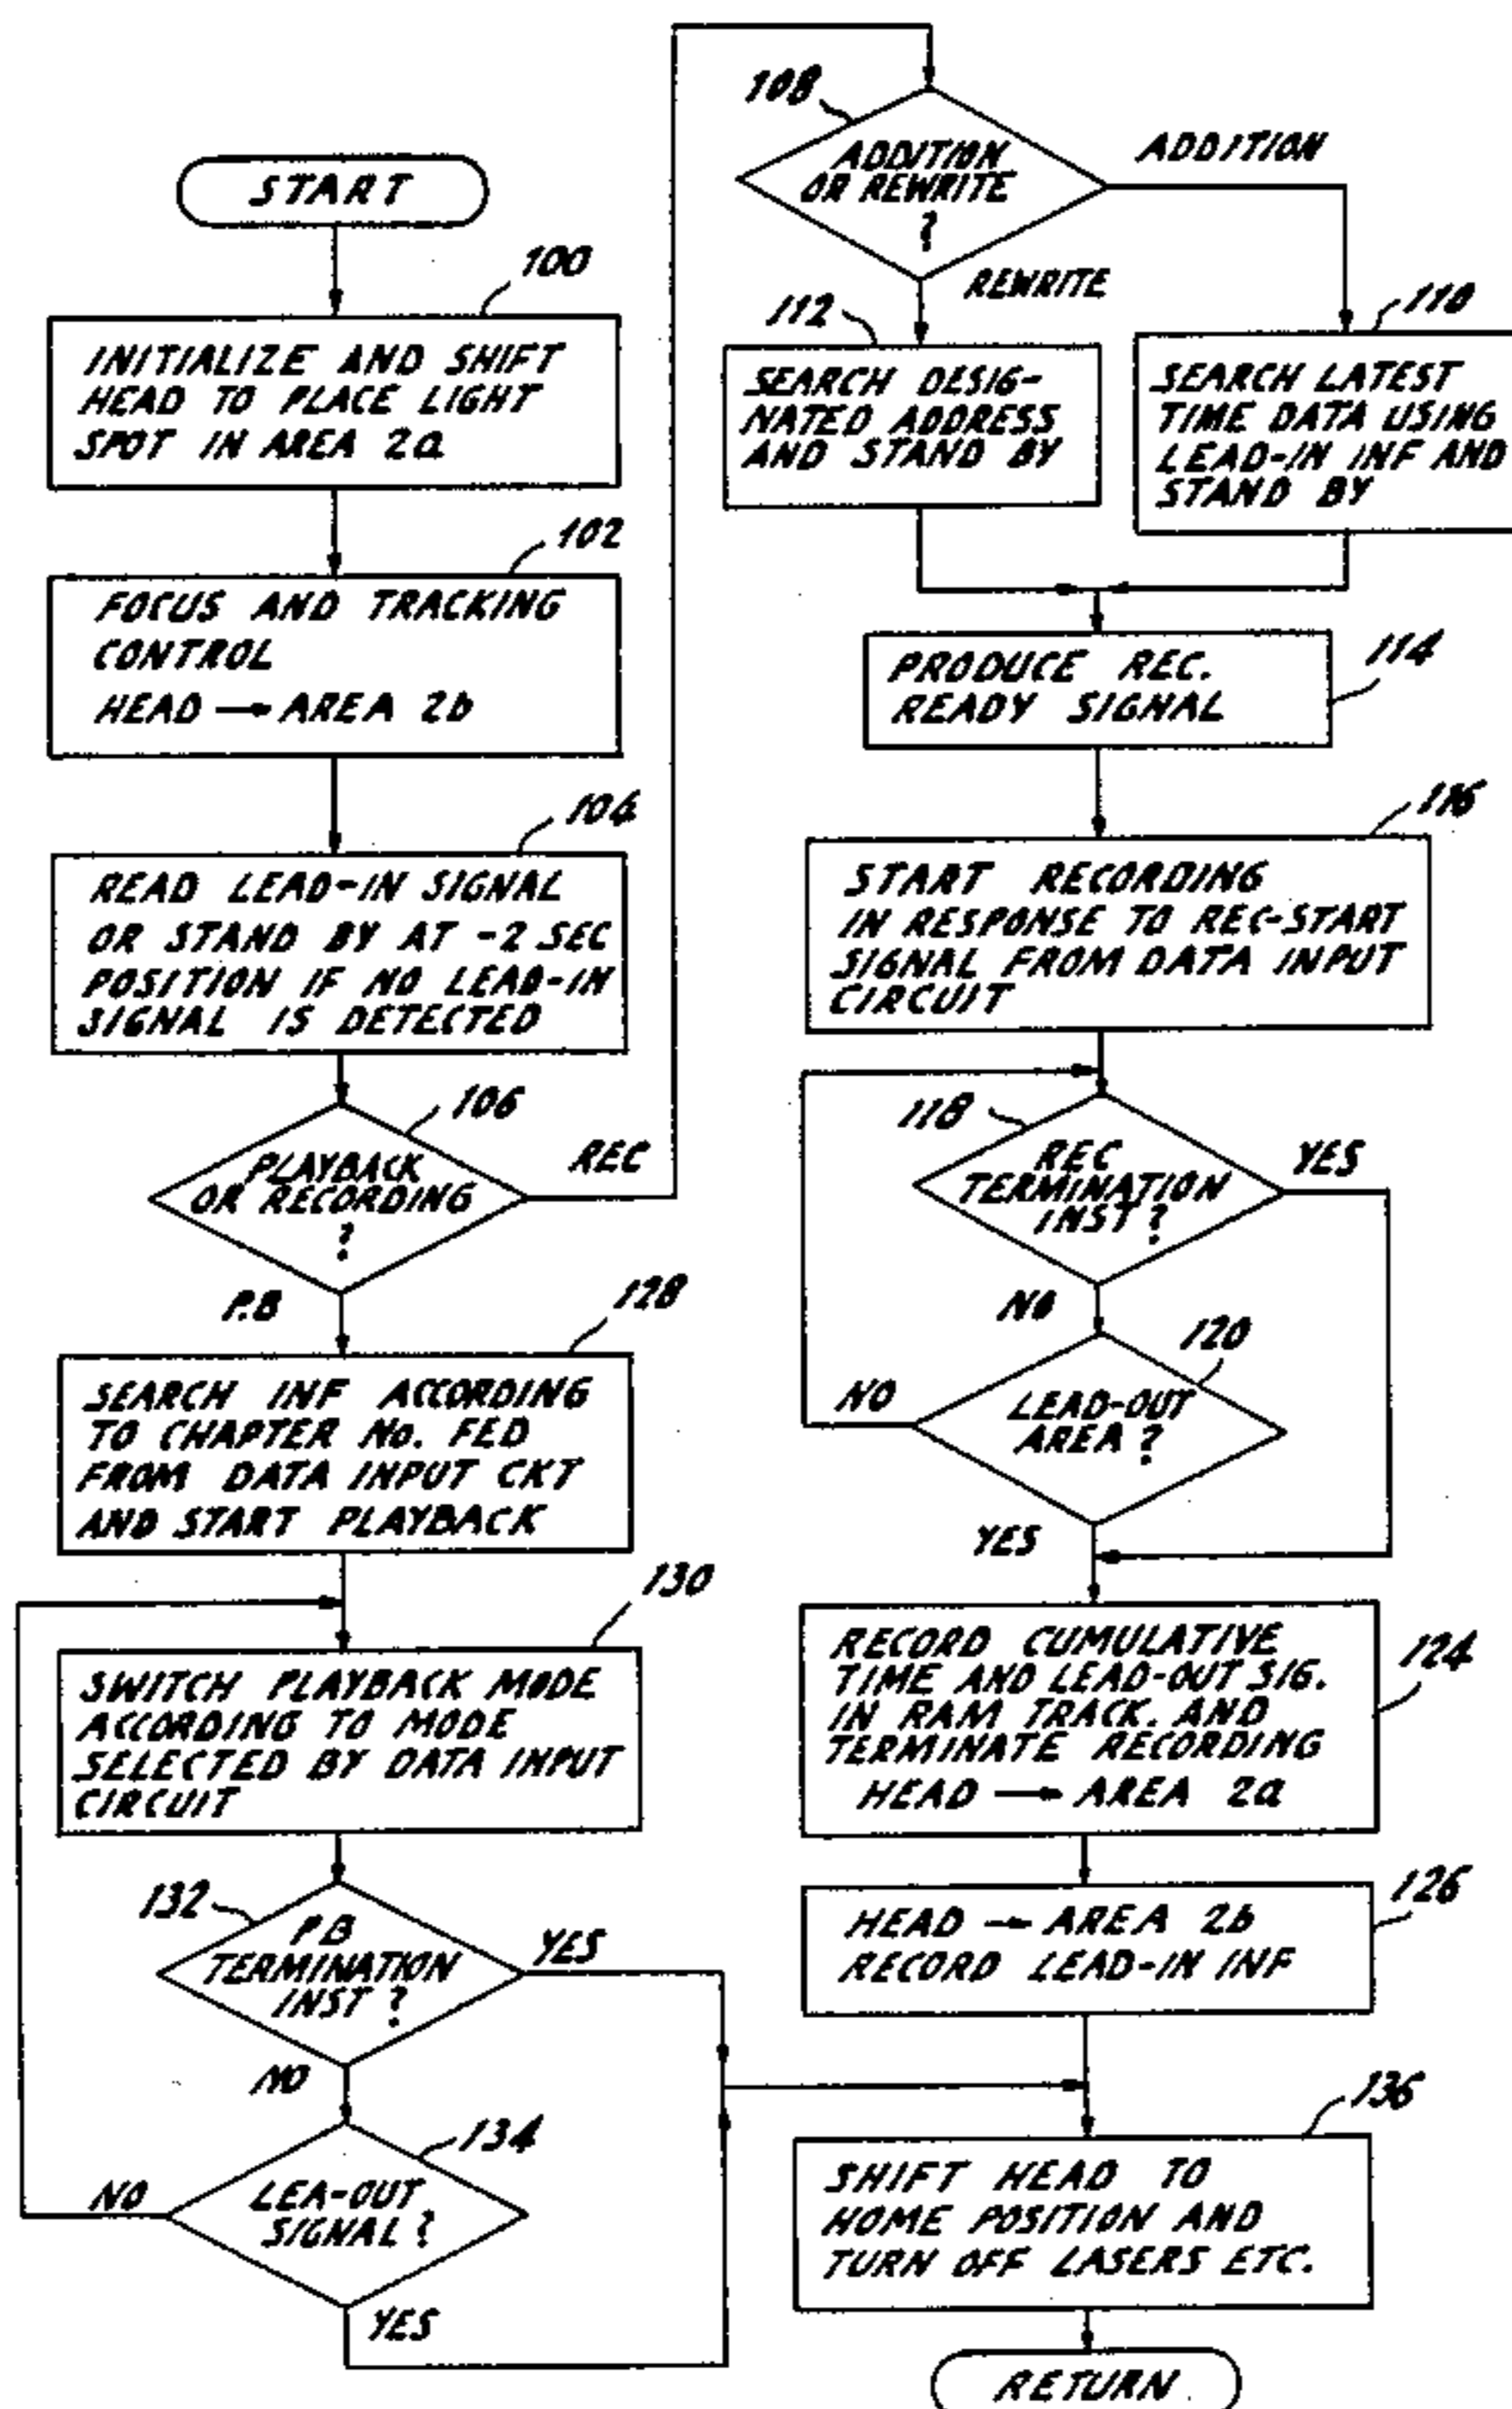 START
100
INITIALIZE AND SHIFT
HEAD TO PLACE LIGHT
SPOT IN AREA 2a
102
FOCUS AND TRACKING
CONTROL
HEAD → AREA 2b
104
READ LEAD-IN SIGNAL
OR STAND BY AT -2 SEC
POSITION IF NO LEAD-IN
SIGNAL IS DETECTED
106
PLAYBACK
OR RECORDING
?
REC
P.B
128
SEARCH INF ACCORDING
TO CHAPTER No. FED
FROM DATA INPUT CKT
AND START PLAYBACK
130
SWITCH PLAYBACK MODE
ACCORDING TO MODE
SELECTED BY DATA INPUT
CIRCUIT
132
PB
TERMINATION
INST ?
YES
NO
134
LEA-OUT
SIGNAL ?
NO
YES
108
ADDITION
OR REWRITE
?
ADDITION
REWRITE
112
SEARCH DESIG-
NATED ADDRESS
AND STAND BY
110
SEARCH LATEST
TIME DATA USING
LEAD-IN INF AND
STAND BY
114
PRODUCE REC.
READY SIGNAL
116
START RECORDING
IN RESPONSE TO REC-START
SIGNAL FROM DATA INPUT
CIRCUIT
118
REC
TERMINATION
INST ?
YES
NO
120
LEAD-OUT
AREA ?
NO
YES
124
RECORD CUMULATIVE
TIME AND LEAD-OUT SIG.
IN RAM TRACK. AND
TERMINATE RECORDING
HEAD → AREA 2a
126
HEAD → AREA 2b
RECORD LEAD-IN INF
136
SHIFT HEAD TO
HOME POSITION AND
TURN OFF LASERS ETC.
RETURN